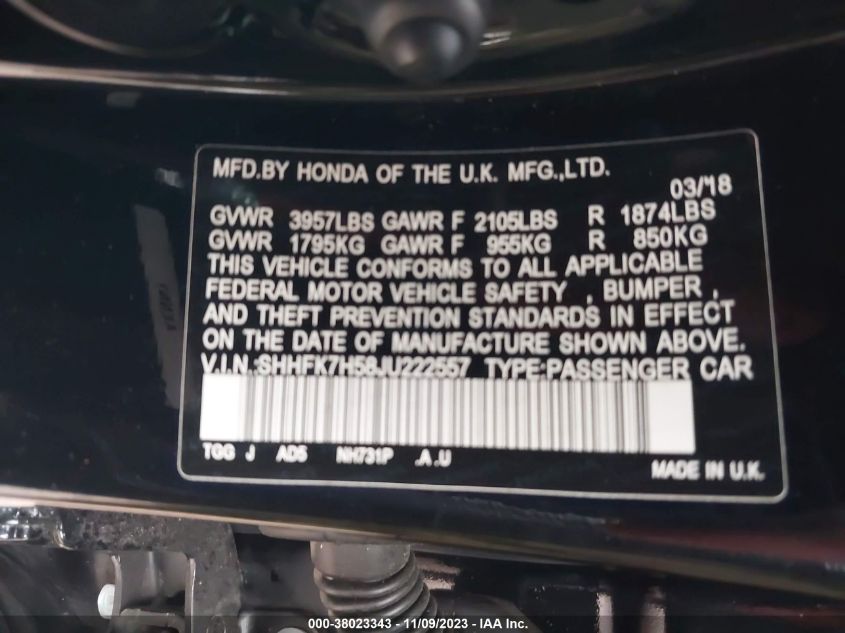 MFD.BY HONDA OF THE U.K. MFG.,LTD.
03/'18
GVWR 3957LBS GAWR F 2105LBS R 1874LBS
GVWR 1795KG GAWR F 955KG R 850KG
THIS VEHICLE CONFORMS TO ALL APPLICABLE
FEDERAL MOTOR VEHICLE SAFETY , BUMPER ,
AND THEFT PREVENTION STANDARDS IN EFFECT
ON THE DATE OF MANUFACTURE SHOWN ABOVE.
V.I.N.:SHHFK7H58JU222557 TYPE:PASSENGER CAR
TGG J AD5 NH731P .A .U
MADE IN U.K.
000-38023343 - 11/09/2023 - IAA Inc.